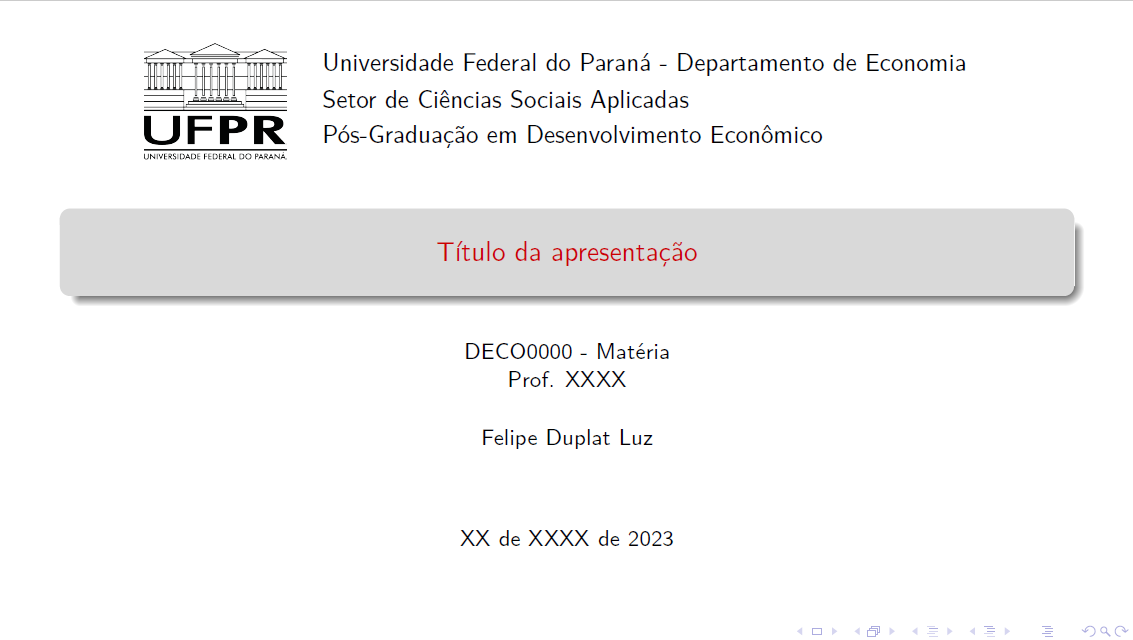 Universidade Federal do Paraná - Departamento de Economia
Setor de Ciências Sociais Aplicadas
Pós-Graduação em Desenvolvimento Econômico
UFPR
UNIVERSIDADE FEDERAL DO PARANÁ
Título da apresentação
DECO0000 - Matéria
Prof. XXXX
Felipe Duplat Luz
XX de XXXX de 2023